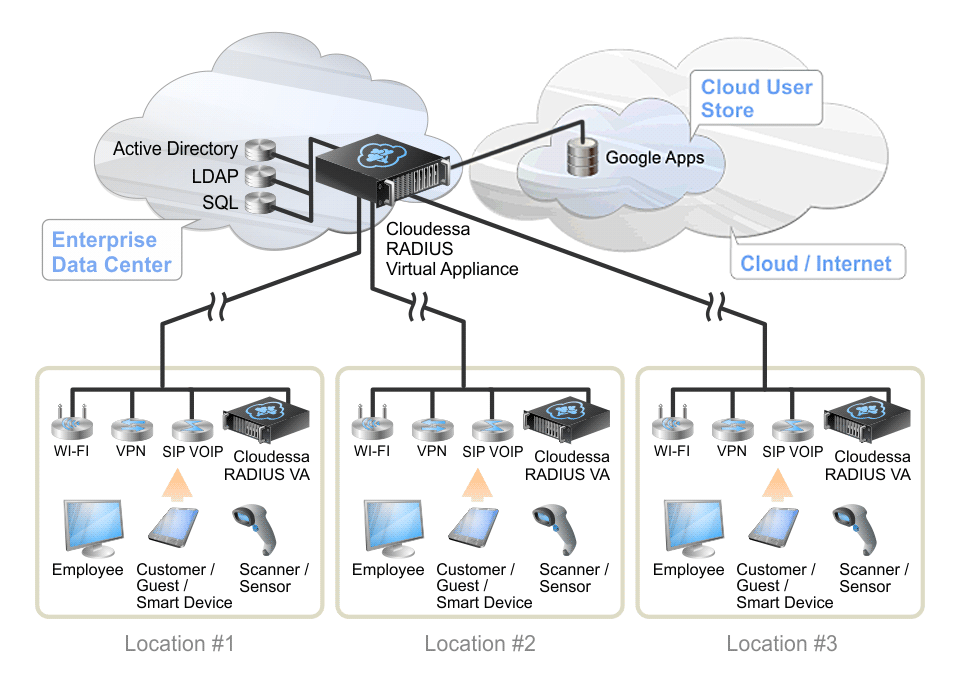 Cloud User
Store
Active Directory
LDAP
SQL
Google Apps
Enterprise
Data Center
Cloudessa
RADIUS
Virtual Appliance
Cloud / Internet
WI-FI
VPN
SIP VOIP
Cloudessa
RADIUS VA
Employee
Customer /
Guest /
Smart Device
Scanner /
Sensor
Location #1
WI-FI
VPN
SIP VOIP
Cloudessa
RADIUS VA
Employee
Customer /
Guest /
Smart Device
Scanner /
Sensor
Location #2
WI-FI
VPN
SIP VOIP
Cloudessa
RADIUS VA
Employee
Customer /
Guest /
Smart Device
Scanner /
Sensor
Location #3